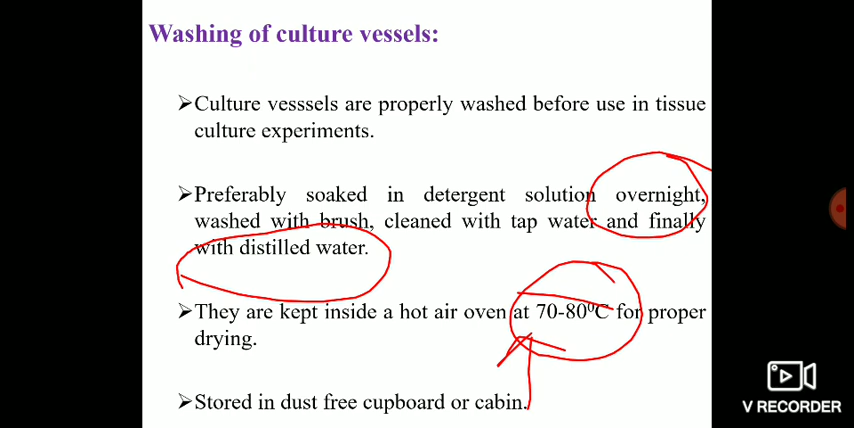 Washing of culture vessels:
➢Culture vesssels are properly washed before use in tissue
culture experiments.
➢Preferably soaked in detergent solution overnight,
washed with brush, cleaned with tap water and finally
with distilled water.
➢They are kept inside a hot air oven at 70-80⁰C for proper
drying.
➢Stored in dust free cupboard or cabin.
V RECORDER